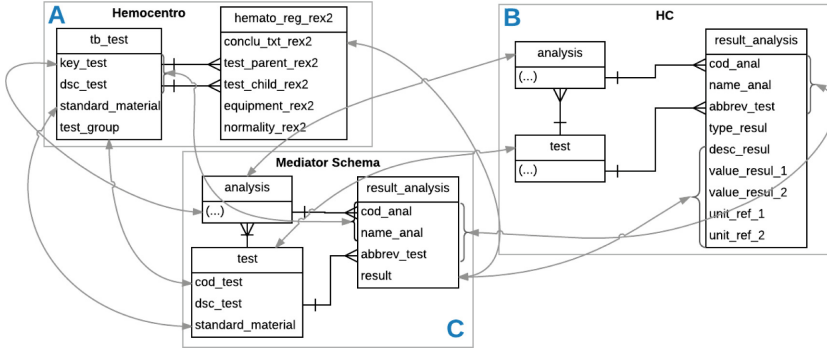 A
Hemocentro
tb_test
key_test
dsc_test
standard_material
test_group
hemato_reg_rex2
conclu_txt_rex2
test_parent_rex2
test_child_rex2
equipment_rex2
normality_rex2
B
HC
analysis
(...)
test
(...)
result_analysis
cod_anal
name_anal
abbrev_test
type_resul
desc_resul
value_resul_1
value_resul_2
unit_ref_1
unit_ref_2
Mediator Schema
analysis
(...)
test
cod_test
dsc_test
standard_material
result_analysis
cod_anal
name_anal
abbrev_test
result
C